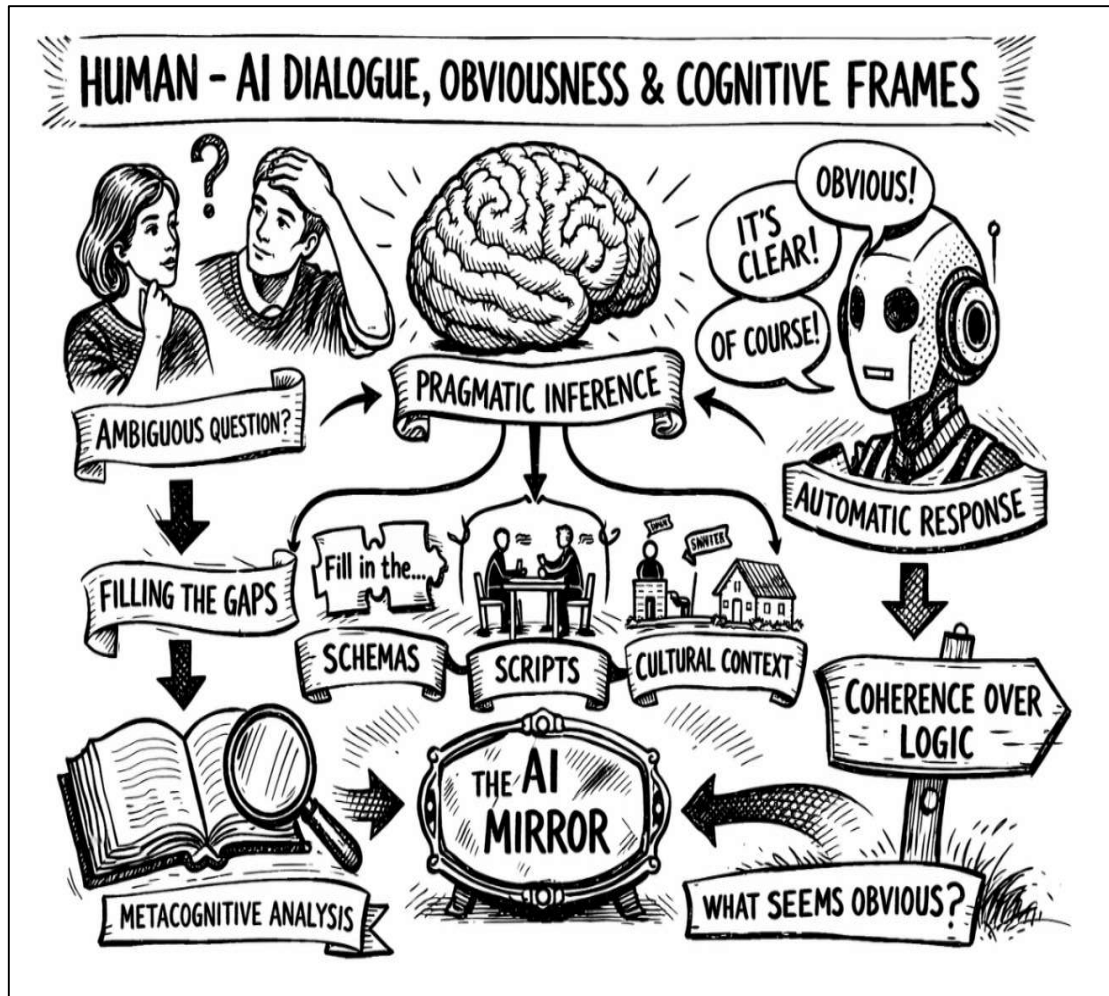 HUMAN - AI DIALOGUE, OBVIOUSNESS & COGNITIVE FRAMES
?
OBVIOUS!
IT'S
CLEAR!
OF COURSE!
AMBIGUOUS QUESTION?
PRAGMATIC INFERENCE
AUTOMATIC RESPONSE
FILLING THE GAPS
Fill in the...
SCHEMAS
SCRIPTS
CULTURAL CONTEXT
COHERENCE OVER
LOGIC
THE AI
MIRROR
METACOGNITIVE ANALYSIS
WHAT SEEMS OBVIOUS?